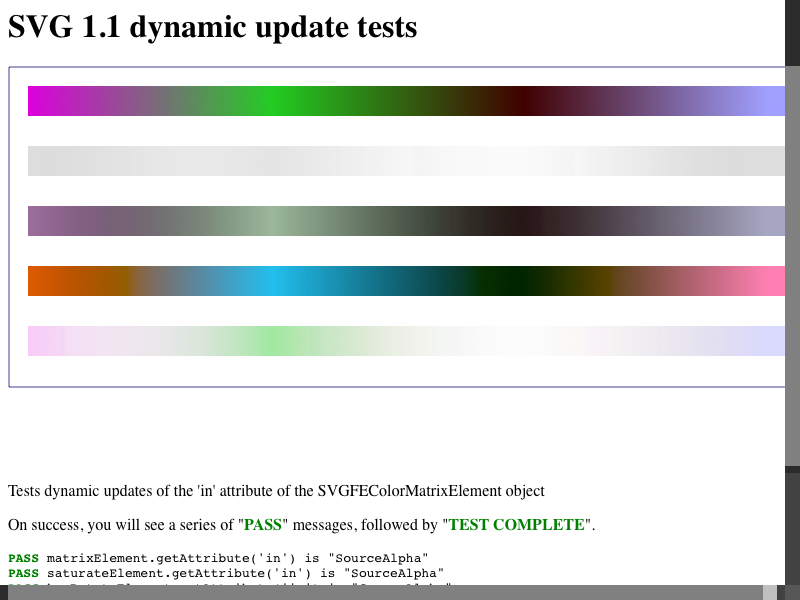 SVG 1.1 dynamic update tests
Tests dynamic updates of the 'in' attribute of the SVGFEColorMatrixElement object
On success, you will see a series of "PASS" messages, followed by "TEST COMPLETE".
PASS matrixElement.getAttribute('in') is "SourceAlpha"
PASS saturateElement.getAttribute('in') is "SourceAlpha"